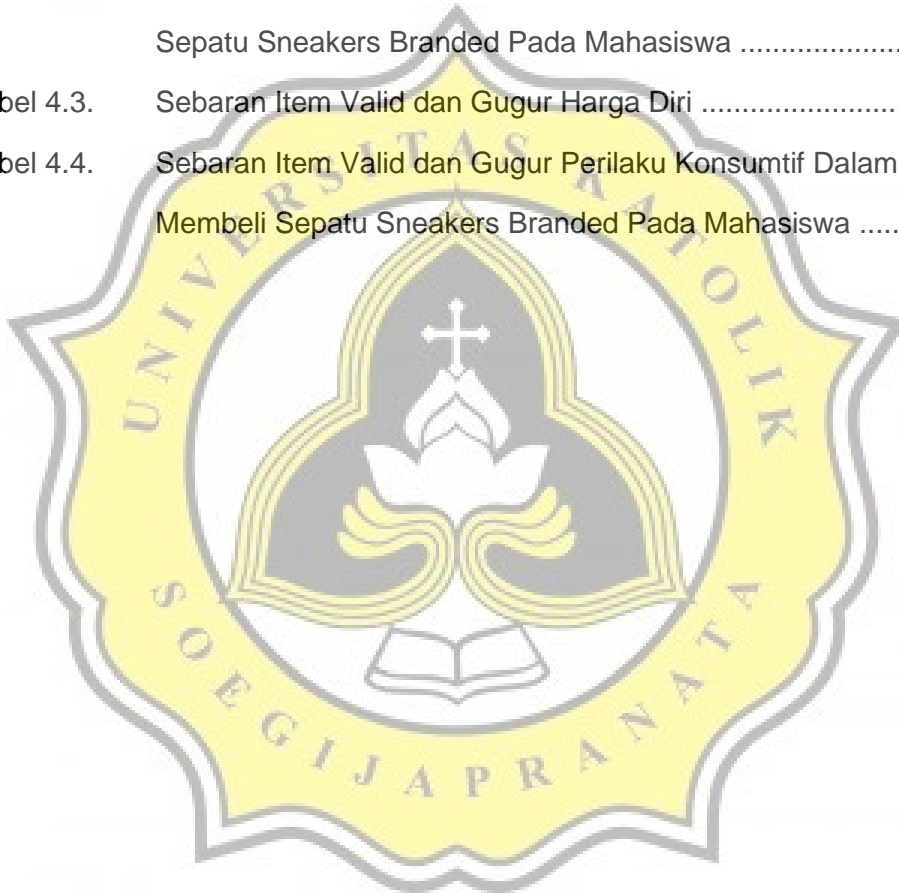 Sepatu Sneakers Branded Pada Mahasiswa ....................
bel 4.3. Sebaran Item Valid dan Gugur Harga Diri ........................
bel 4.4. Sebaran Item Valid dan Gugur Perilaku Konsumtif Dalam
Membeli Sepatu Sneakers Branded Pada Mahasiswa .....
UNIVERSITAS KATOLIK
SOEGIJAPRANATA